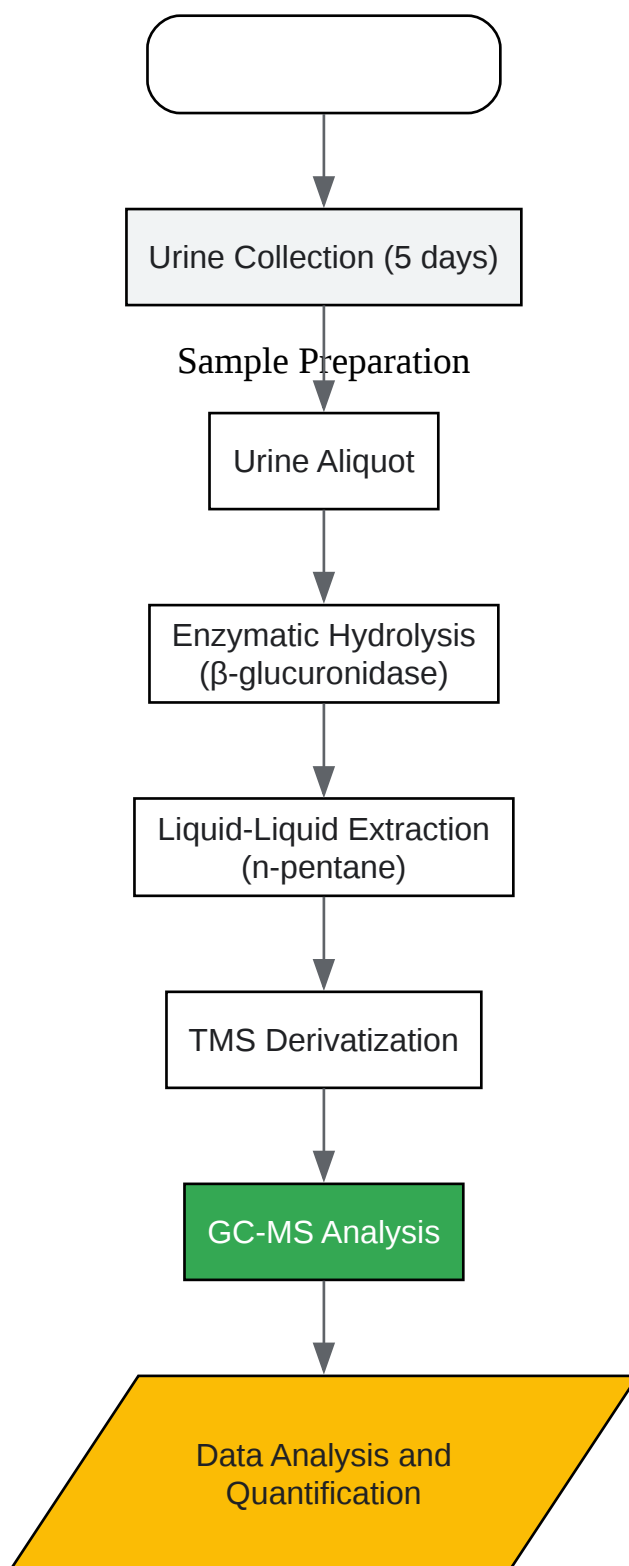 Urine Collection (5 days)
Sample Preparation
Urine Aliquot
Enzymatic Hydrolysis
(β-glucuronidase)
Liquid-Liquid Extraction
(n-pentane)
TMS Derivatization
GC-MS Analysis
Data Analysis and
Quantification